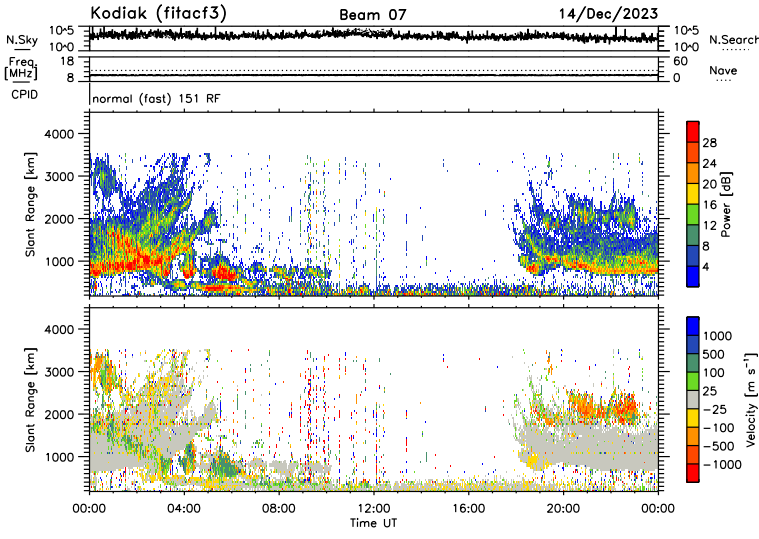 Kodiak (fitacf3) Beam 07 14/Dec/2023
N.Sky 10^5 10^0 10^5 10^0 N.Search
Freq. [MHz] 18 8 60 0 Nave
CPID normal (fast) 151 RF
Slant Range [km] 4000 3000 2000 1000
Power [dB] 28 24 20 16 12 8 4
Slant Range [km] 4000 3000 2000 1000
Velocity [m s⁻¹] 1000 500 100 25 −25 −100 −500 −1000
00:00 04:00 08:00 12:00 16:00 20:00 00:00
Time UT